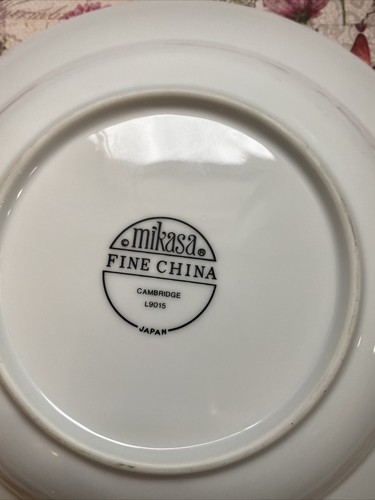 © mikasa ®
FINE CHINA
CAMBRIDGE
L9015
JAPAN